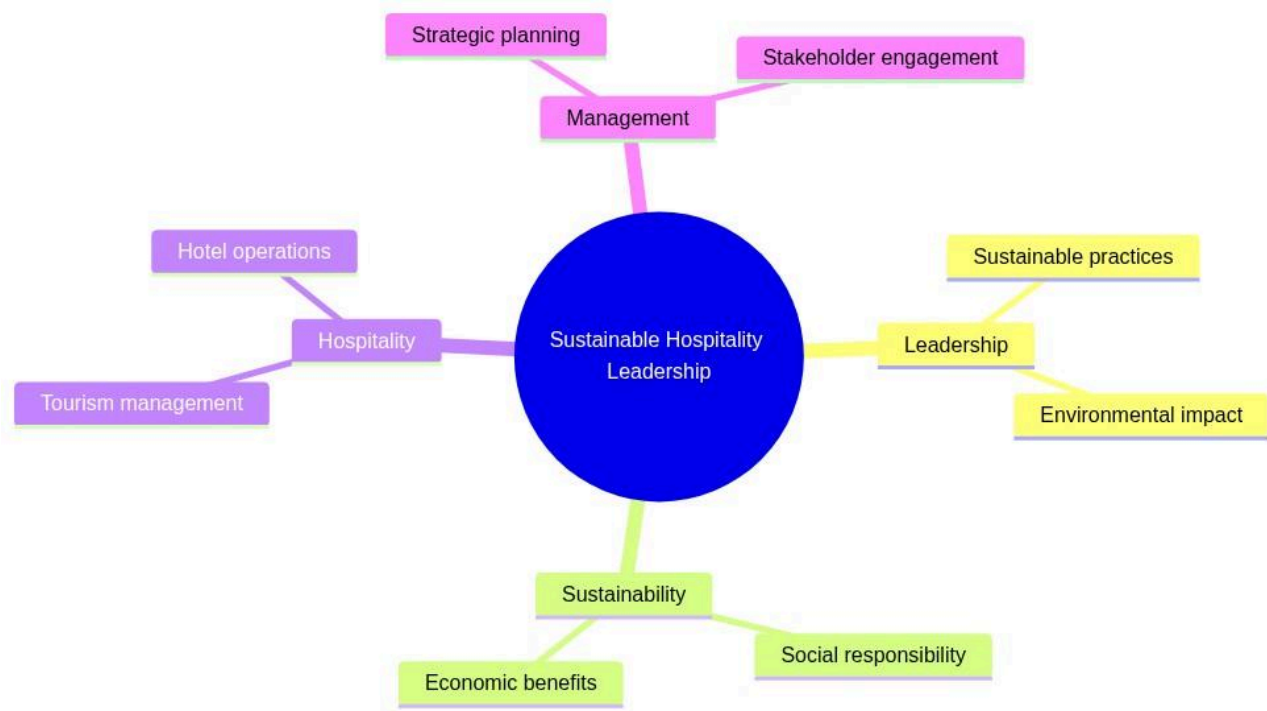 Strategic planning
Stakeholder engagement
Management
Hotel operations
Sustainable practices
Hospitality
Sustainable Hospitality
Leadership
Leadership
Tourism management
Environmental impact
Sustainability
Social responsibility
Economic benefits